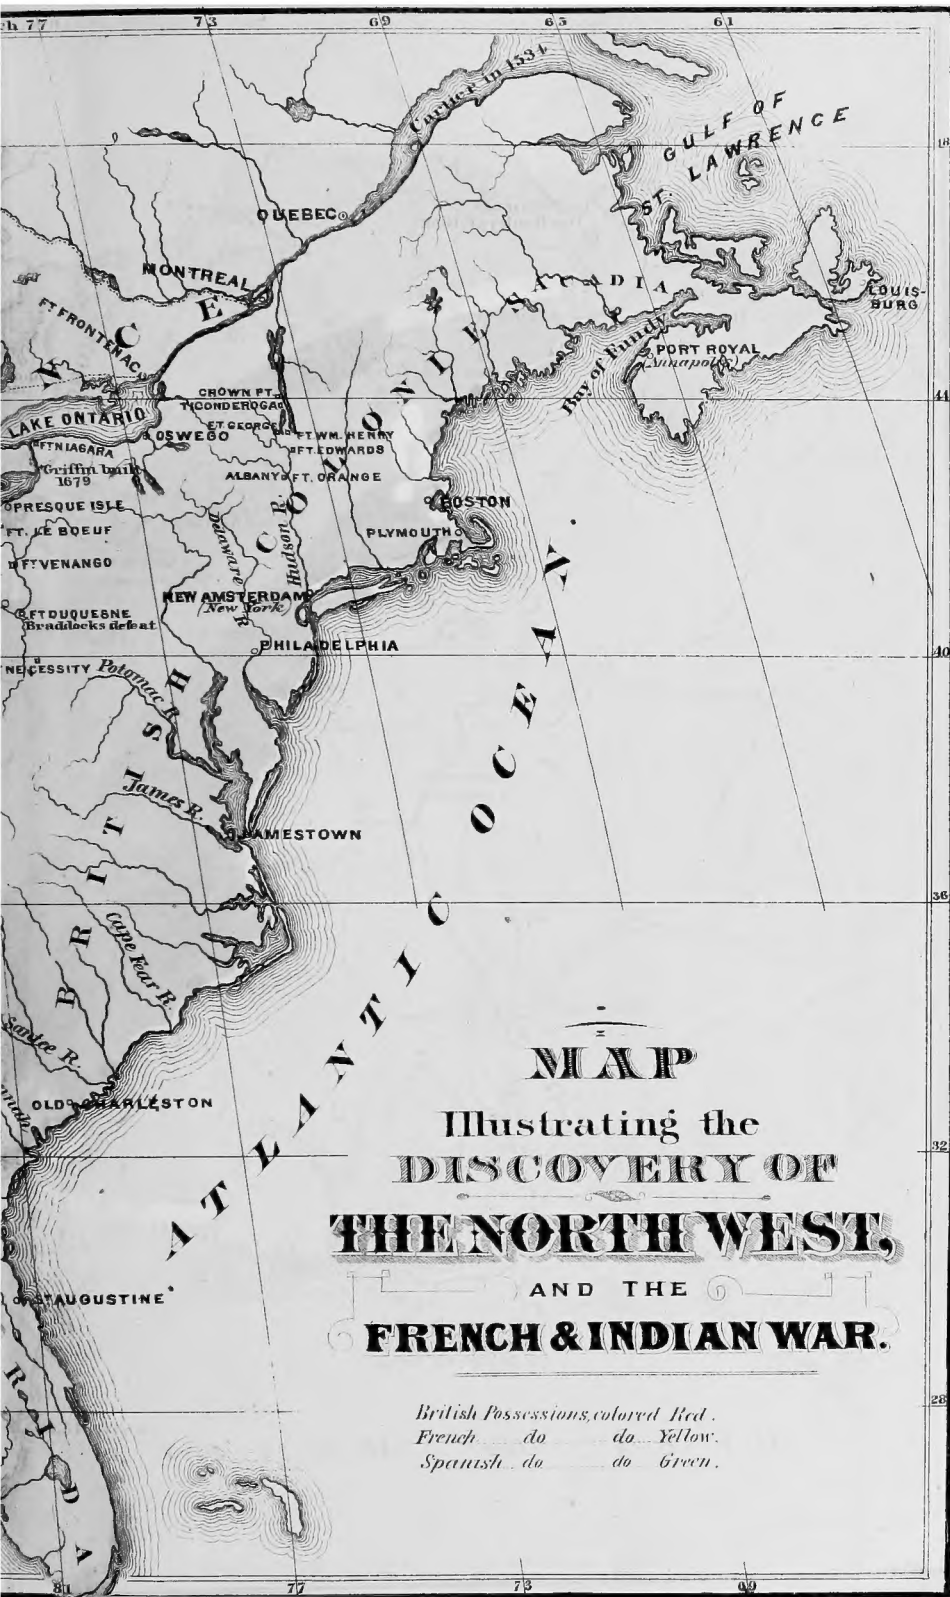 77
73
69
65
61
Cartier in 1534
GULF OF
ST. LAWRENCE
QUEBEC
MONTREAL
ACADIA
LOUIS-
BURG
FT FRONTENAC
Bay of Fundy
PORT ROYAL
(Annapolis)
CROWN PT.
TICONDEROGA
LAKE ONTARIO
FT. GEORGE
FT. WM. HENRY
OSWEGO
FT. EDWARDS
FT NIAGARA
Griffin built
1679
ALBANY
FT. ORANGE
PRESQUE ISLE
BOSTON
FT. LE BOEUF
Delaware R.
Hudson R.
PLYMOUTH
FT VENANGO
NEW AMSTERDAM
(New York)
FT DUQUESNE
Braddocks defeat
PHILADELPHIA
40
NECESSITY
Potomac R
BRITISH COLONIES
James R.
JAMESTOWN
36
Cape Fear R.
Santee R.
OLD CHARLESTON
32
ATLANTIC OCEAN
ST AUGUSTINE
28
MAP
Illustrating the
DISCOVERY OF
THE NORTH WEST,
AND THE
FRENCH & INDIAN WAR.
British Possessions, colored Red.
French do do Yellow.
Spanish do do Green.
81
77
73
69